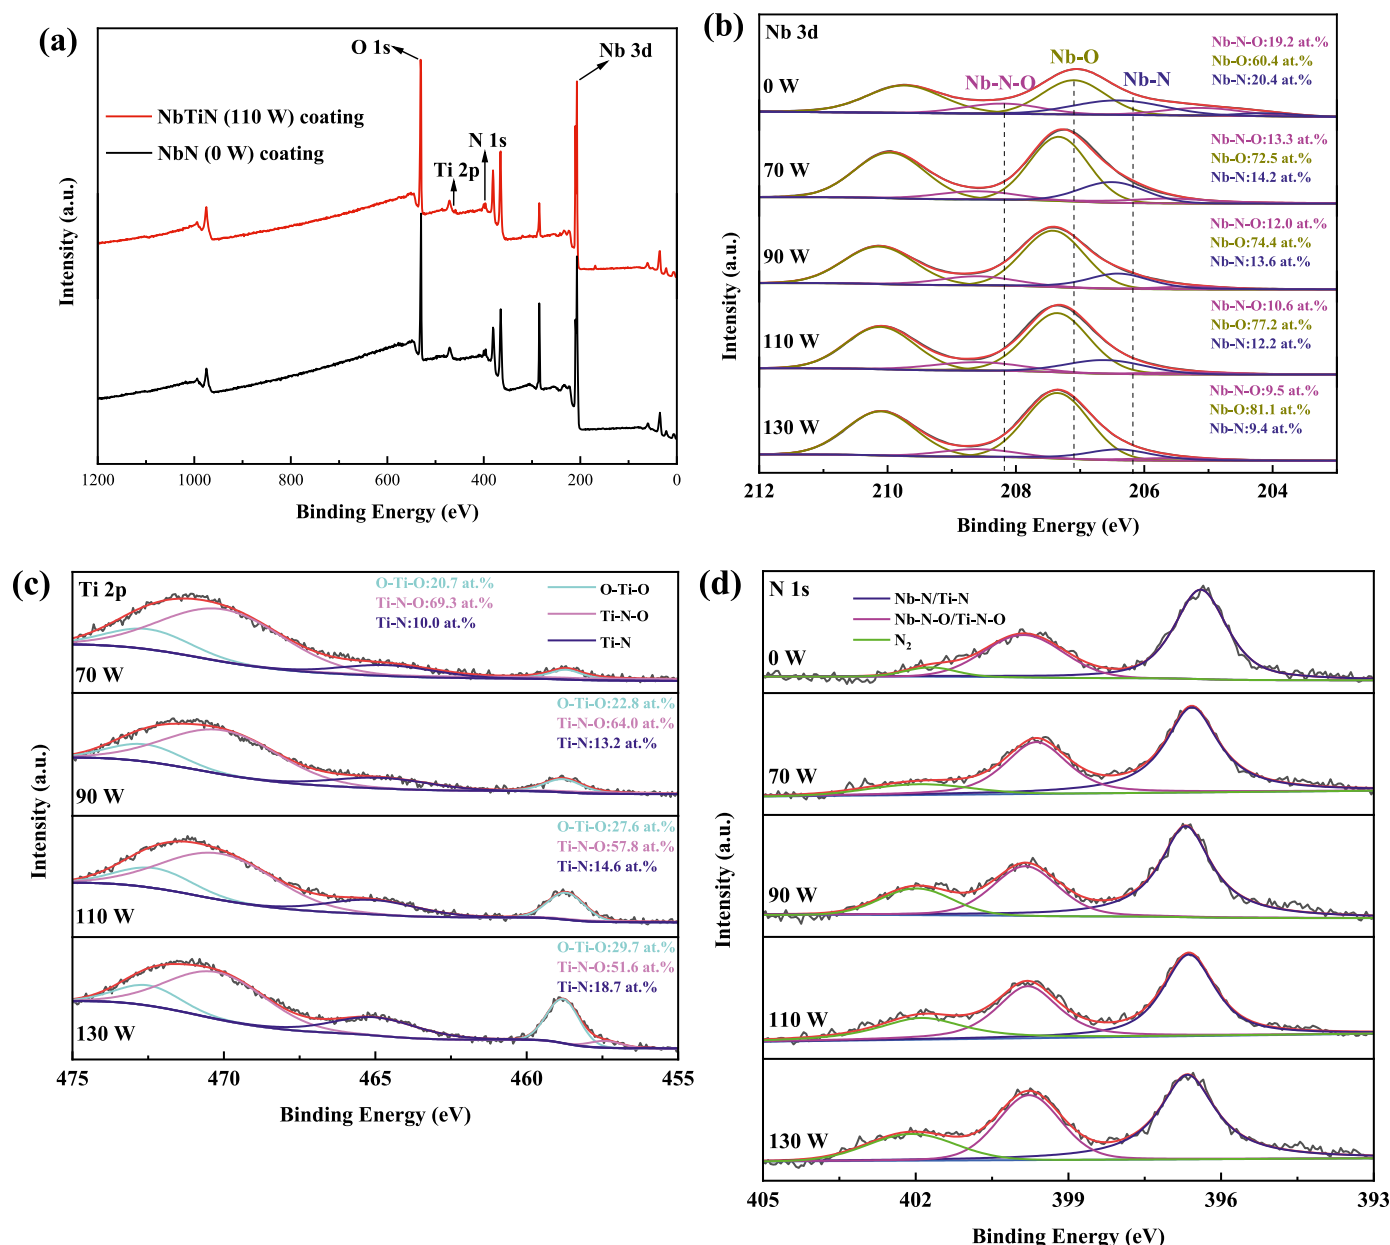 (a)
O 1s
Nb 3d
NbTiN (110 W) coating
NbN (0 W) coating
N 1s
Ti 2p
Intensity (a.u.)
1200
1000
800
600
400
200
0
Binding Energy (eV)
(b)
Nb 3d
Nb-N-O:19.2 at.%
Nb-O:60.4 at.%
Nb-N:20.4 at.%
Nb-O
Nb-N-O
Nb-N
0 W
Nb-N-O:13.3 at.%
Nb-O:72.5 at.%
Nb-N:14.2 at.%
70 W
Nb-N-O:12.0 at.%
Nb-O:74.4 at.%
Nb-N:13.6 at.%
90 W
Nb-N-O:10.6 at.%
Nb-O:77.2 at.%
Nb-N:12.2 at.%
110 W
Nb-N-O:9.5 at.%
Nb-O:81.1 at.%
Nb-N:9.4 at.%
130 W
Intensity (a.u.)
212
210
208
206
204
Binding Energy (eV)
(c)
Ti 2p
O-Ti-O:20.7 at.%
Ti-N-O:69.3 at.%
Ti-N:10.0 at.%
O-Ti-O
Ti-N-O
Ti-N
70 W
O-Ti-O:22.8 at.%
Ti-N-O:64.0 at.%
Ti-N:13.2 at.%
90 W
O-Ti-O:27.6 at.%
Ti-N-O:57.8 at.%
Ti-N:14.6 at.%
110 W
O-Ti-O:29.7 at.%
Ti-N-O:51.6 at.%
Ti-N:18.7 at.%
130 W
Intensity (a.u.)
475
470
465
460
455
Binding Energy (eV)
(d)
N 1s
Nb-N/Ti-N
Nb-N-O/Ti-N-O
N2
0 W
70 W
90 W
110 W
130 W
Intensity (a.u.)
405
402
399
396
393
Binding Energy (eV)